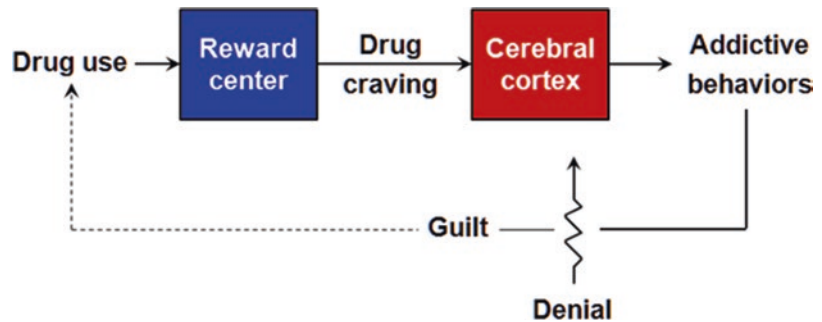 Drug use
Reward
center
Drug
craving
Cerebral
cortex
Addictive
behaviors
Guilt
Denial